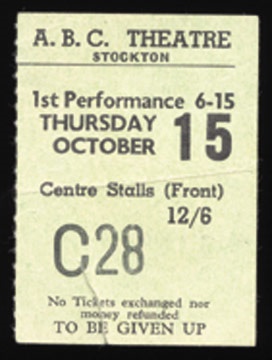 A. B. C. THEATRE
STOCKTON
1st Performance 6-15
THURSDAY
OCTOBER 15
Centre Stalls (Front)
12/6
C28
No Tickets exchanged nor
money refunded
TO BE GIVEN UP